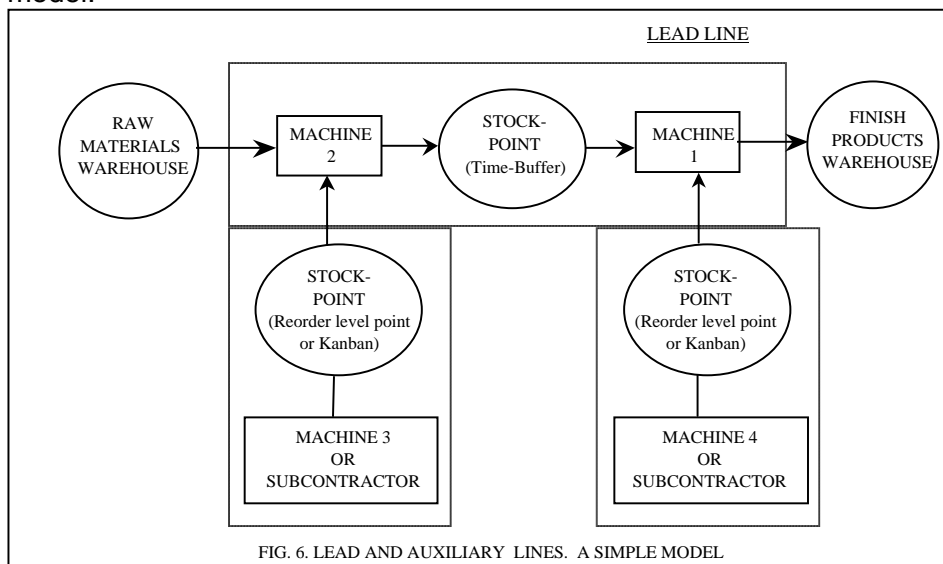 model.
LEAD LINE
RAW
MATERIALS
WAREHOUSE
MACHINE
2
STOCK-
POINT
(Time-Buffer)
MACHINE
1
FINISH
PRODUCTS
WAREHOUSE
STOCK-
POINT
(Reorder level point
or Kanban)
STOCK-
POINT
(Reorder level point
or Kanban)
MACHINE 3
OR
SUBCONTRACTOR
MACHINE 4
OR
SUBCONTRACTOR
FIG. 6. LEAD AND AUXILIARY LINES. A SIMPLE MODEL